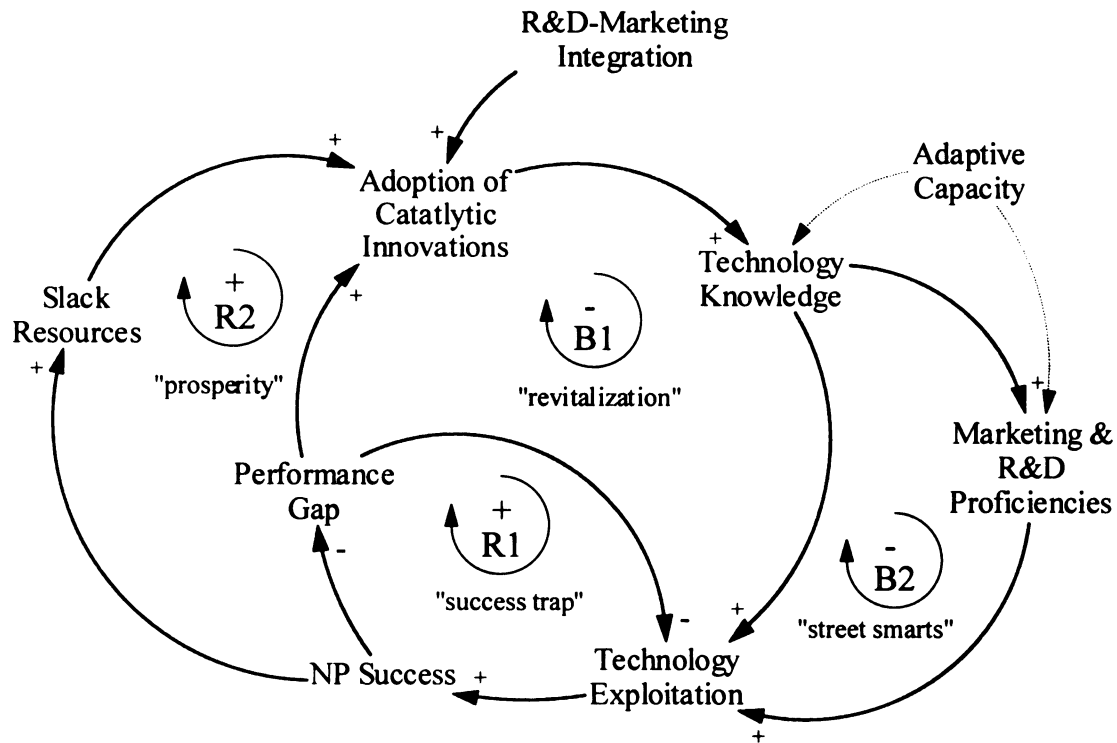 R&D-Marketing
Integration
+
+
Adoption of
Catatlytic
Innovations
Adaptive
Capacity
+
Technology
Knowledge
+
R2
"prosperity"
Slack
Resources
+
+
-
B1
"revitalization"
+
Marketing &
R&D
Proficiencies
Performance
Gap
-
+
R1
"success trap"
-
B2
"street smarts"
+
-
Technology
Exploitation
NP Success
+
+